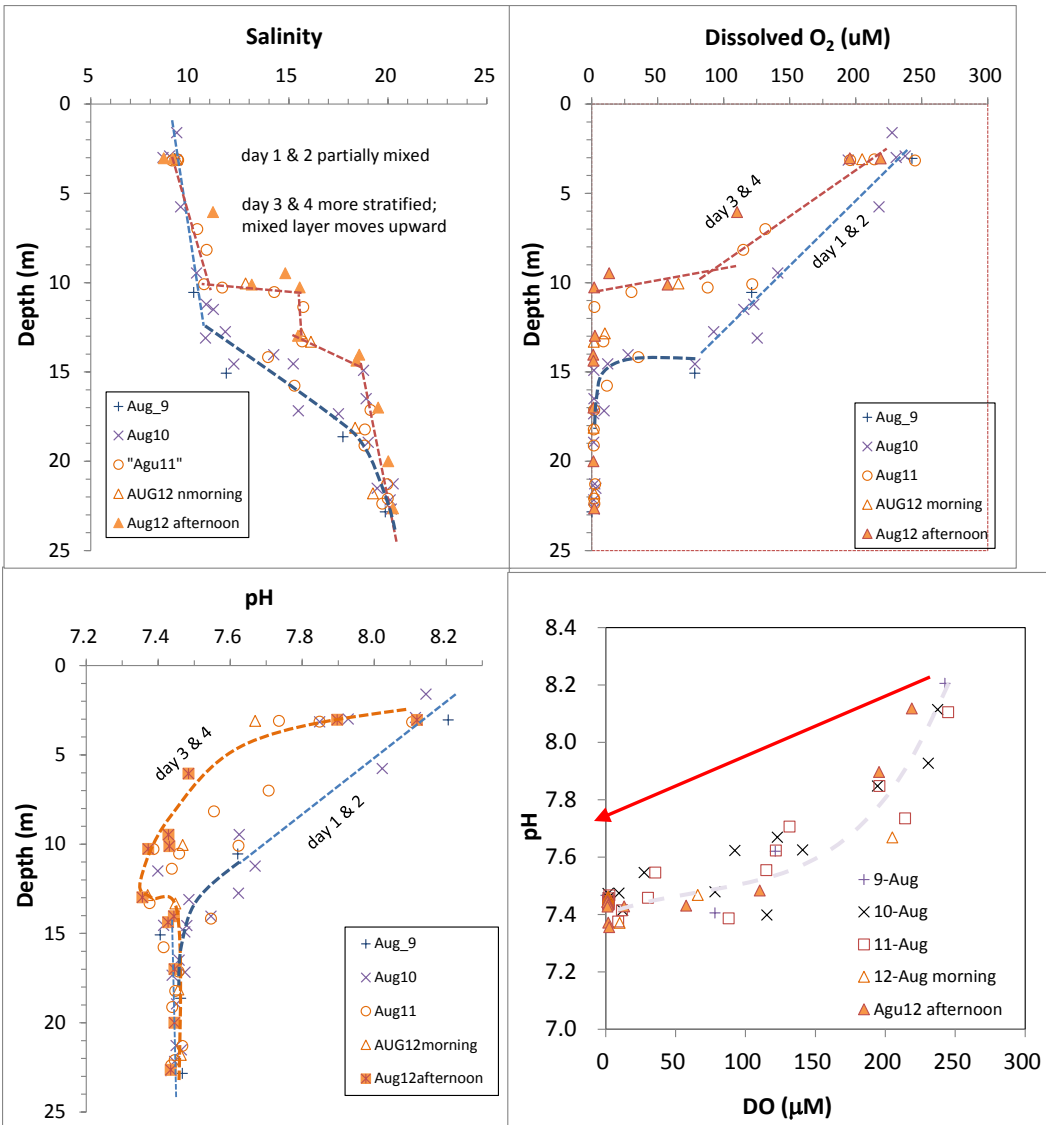 Salinity
5 10 15 20 25
0
5
10
15
20
25
Depth (m)
day 1 & 2 partially mixed
day 3 & 4 more stratified;
mixed layer moves upward
Aug_9
Aug10
"Agu11"
AUG12 nmorning
Aug12 afternoon
Dissolved O2 (uM)
0 50 100 150 200 250 300
0
5
10
15
20
25
Depth (m)
day 3 & 4
day 1 & 2
Aug_9
Aug10
Aug11
AUG12 morning
Aug12 afternoon
pH
7.2 7.4 7.6 7.8 8.0 8.2
0
5
10
15
20
25
Depth (m)
day 3 & 4
day 1 & 2
Aug_9
Aug10
Aug11
AUG12morning
Aug12afternoon
8.4
8.2
8.0
7.8
7.6
7.4
7.2
7.0
pH
9-Aug
10-Aug
11-Aug
12-Aug morning
Agu12 afternoon
0 50 100 150 200 250 300
DO (µM)